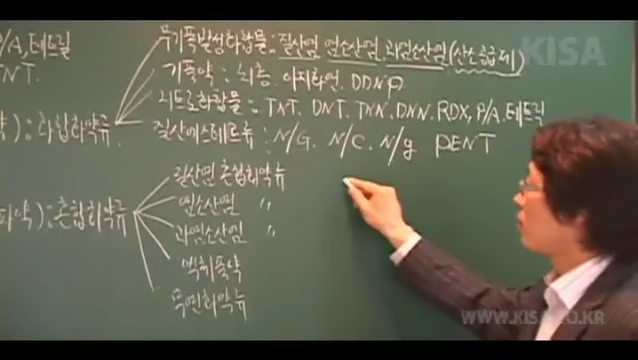 P/A, 테트릴
무기폭발성화합물: 질산염 염소산염. 과염소산염 (산소공급제)
KISA
NT.
기폭약: 뇌홍 아지화연 DDNP
약): 화합화약류
니트로화합물: TNT. DNT. TNN. DNN. RDX, P/A. 테트릴
질산에스테르류: N/G. N/C. N/g PENT
질산염 혼합화약류
약): 혼합화약류
염소산염 〃
과염소산염 〃
액체폭약
특연화약류
WWW.KISA.CO.KR